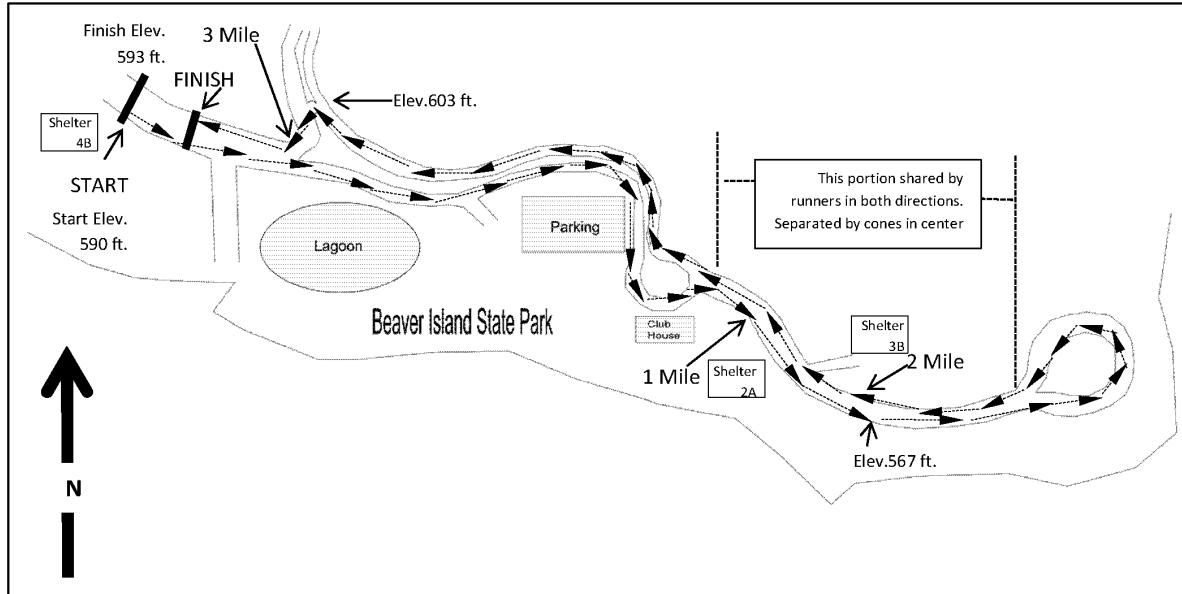 Finish Elev.
593 ft.
3 Mile
FINISH
Elev.603 ft.
Shelter
4B
START
Start Elev.
590 ft.
This portion shared by
runners in both directions.
Separated by cones in center
Parking
Lagoon
Beaver Island State Park
Club
House
Shelter
3B
1 Mile
Shelter
2A
2 Mile
Elev.567 ft.
N